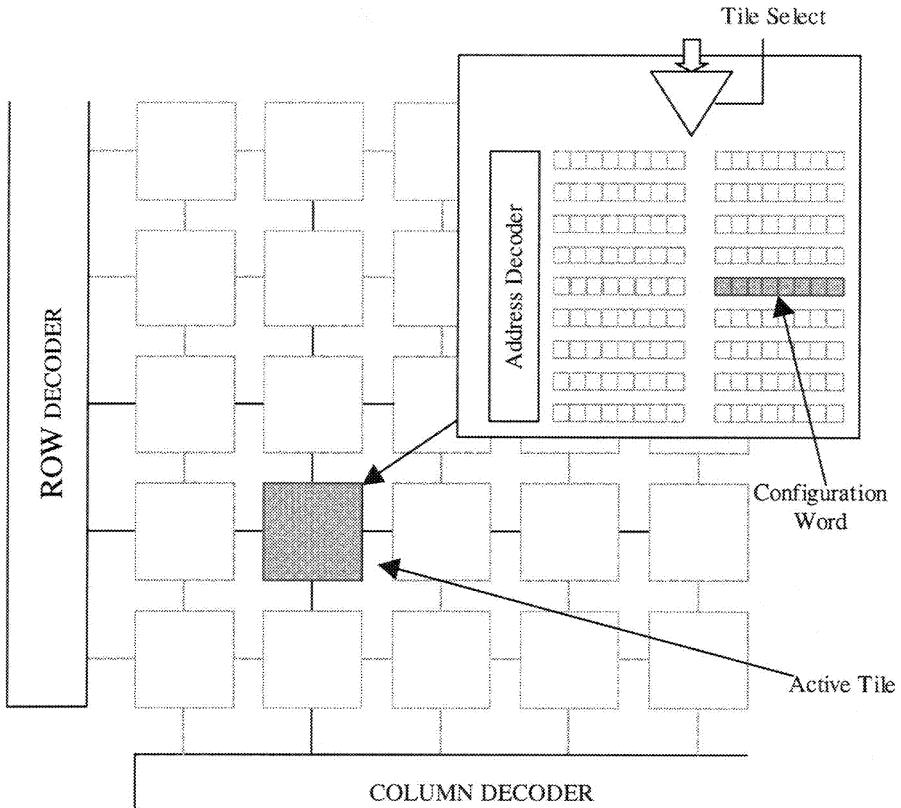 Tile Select
Address Decoder
ROW DECODER
Configuration
Word
Active Tile
COLUMN DECODER